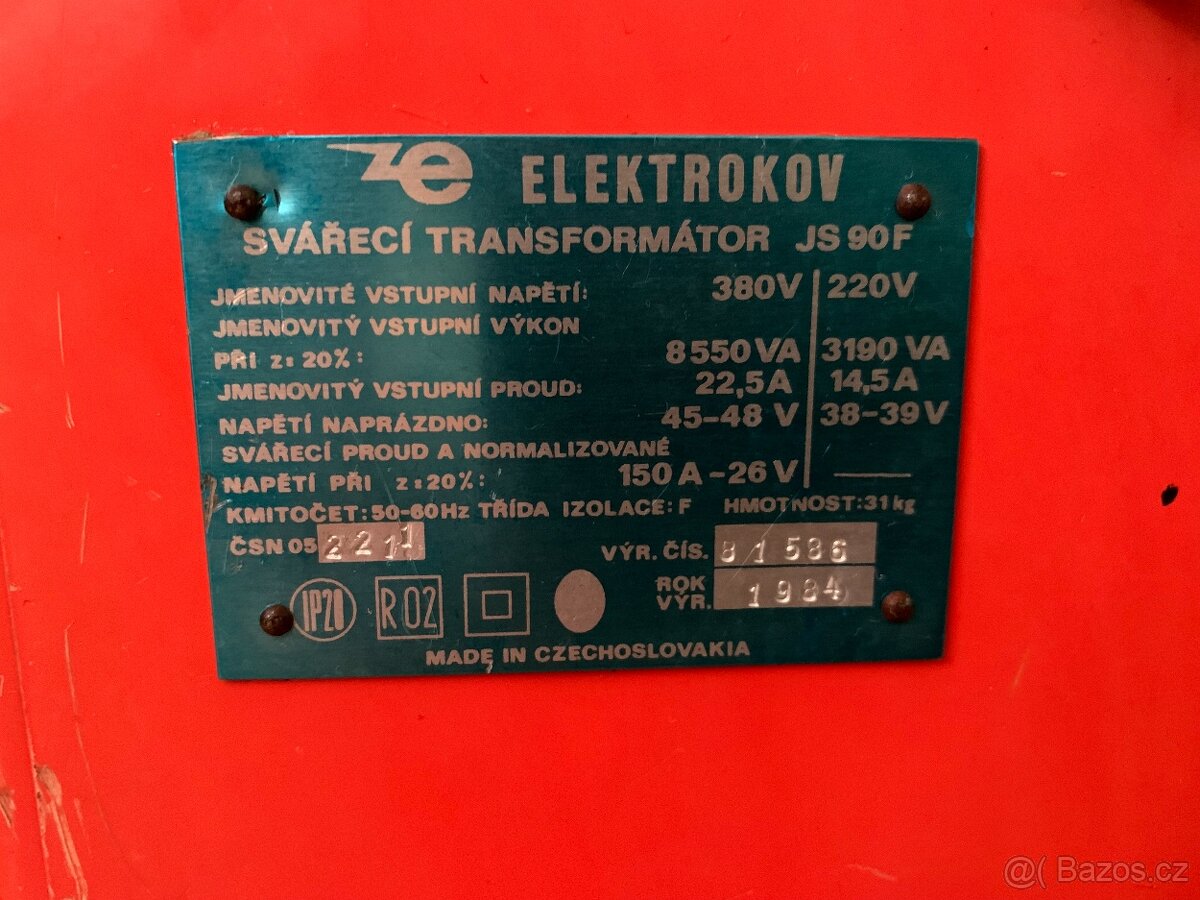 ze ELEKTROKOV
SVÁŘECÍ TRANSFORMÁTOR JS 90 F
JMENOVITÉ VSTUPNÍ NAPĚTÍ: 380V 220V
JMENOVITÝ VSTUPNÍ VÝKON
PŘI z=20%: 8550 VA 3190 VA
JMENOVITÝ VSTUPNÍ PROUD: 22,5A 14,5A
NAPĚTÍ NAPRÁZDNO: 45-48 V 38-39 V
SVÁŘECÍ PROUD A NORMALIZOVANÉ
NAPĚTÍ PŘI z=20%: 150 A-26 V —
KMITOČET: 50-60Hz TŘÍDA IZOLACE: F HMOTNOST: 31 kg
ČSN 05 2211 VÝR. ČÍS. 81586
ROK
VÝR. 1984
IP20 R02
MADE IN CZECHOSLOVAKIA
@( Bazos.cz